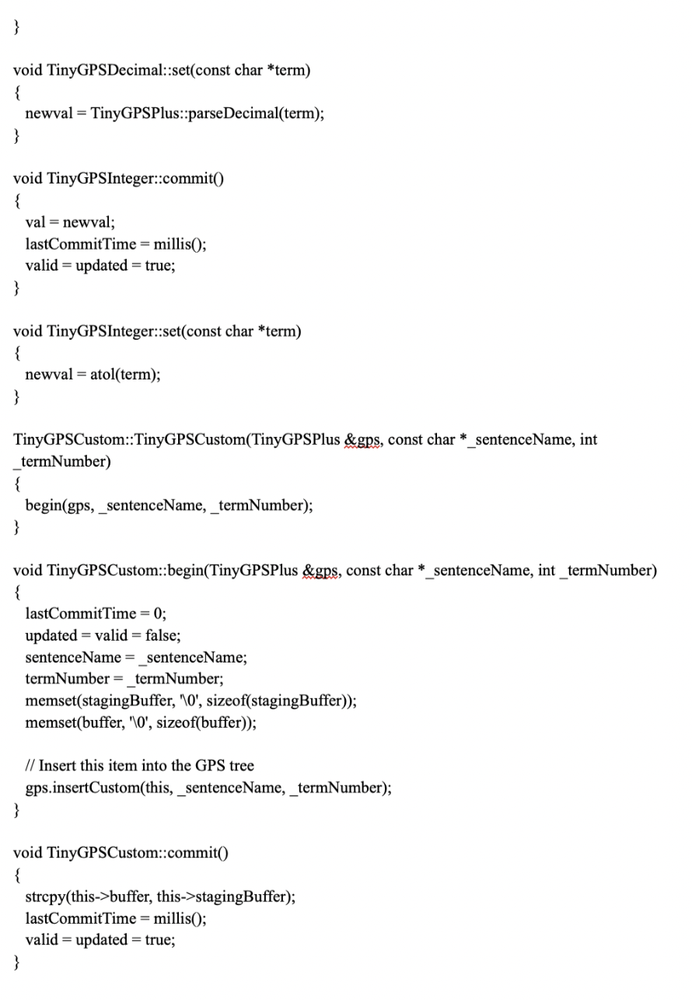 }
void TinyGPSDecimal::set(const char *term)
{
newval = TinyGPSPlus::parseDecimal(term);
}
void TinyGPSInteger::commit()
{
val = newval;
lastCommitTime = millis();
valid = updated = true;
}
void TinyGPSInteger::set(const char *term)
{
newval = atol(term);
}
TinyGPSCustom::TinyGPSCustom(TinyGPSPlus &gps, const char *_sentenceName, int
_termNumber)
{
begin(gps, _sentenceName, _termNumber);
}
void TinyGPSCustom::begin(TinyGPSPlus &gps, const char *_sentenceName, int _termNumber)
{
lastCommitTime = 0;
updated = valid = false;
sentenceName = _sentenceName;
termNumber = _termNumber;
memset(stagingBuffer, '\0', sizeof(stagingBuffer));
memset(buffer, '\0', sizeof(buffer));
// Insert this item into the GPS tree
gps.insertCustom(this, _sentenceName, _termNumber);
}
void TinyGPSCustom::commit()
{
strcpy(this->buffer, this->stagingBuffer);
lastCommitTime = millis();
valid = updated = true;
}